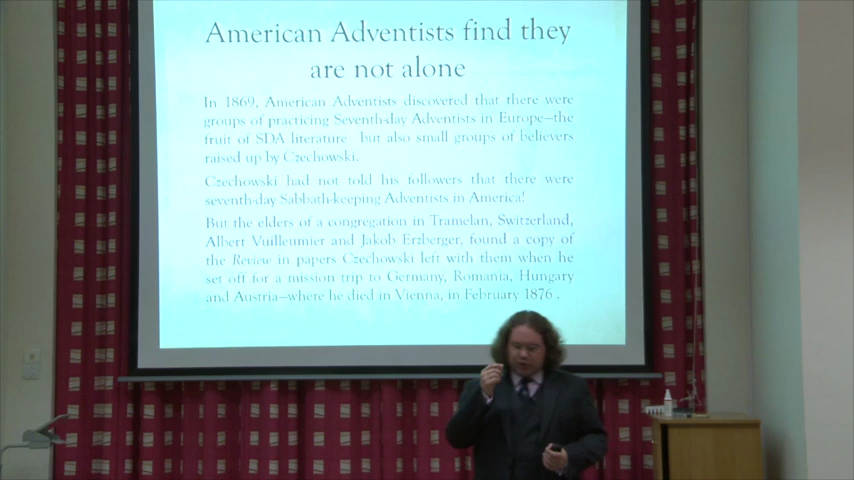 American Adventists find they
are not alone
In 1869, American Adventists discovered that there were
groups of practicing Seventh-day Adventists in Europe—the
fruit of SDA literature but also small groups of believers
raised up by Czechowski.
Czechowski had not told his followers that there were
seventh-day Sabbath-keeping Adventists in America!
But the elders of a congregation in Tramelan, Switzerland,
Albert Vuilleumier and Jakob Erzberger, found a copy of
the Review in papers Czechowski left with them when he
set off for a mission trip to Germany, Romania, Hungary
and Austria—where he died in Vienna, in February 1876 .